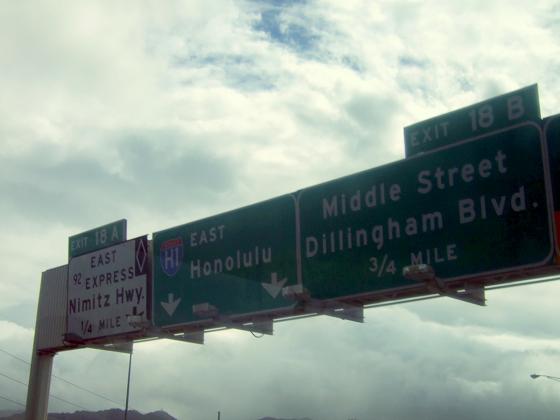 EXIT 18 A
EAST
92 EXPRESS
Nimitz Hwy.
1/4 MILE
EAST
H1
Honolulu
EXIT 18 B
Middle Street
Dillingham Blvd.
3/4 MILE